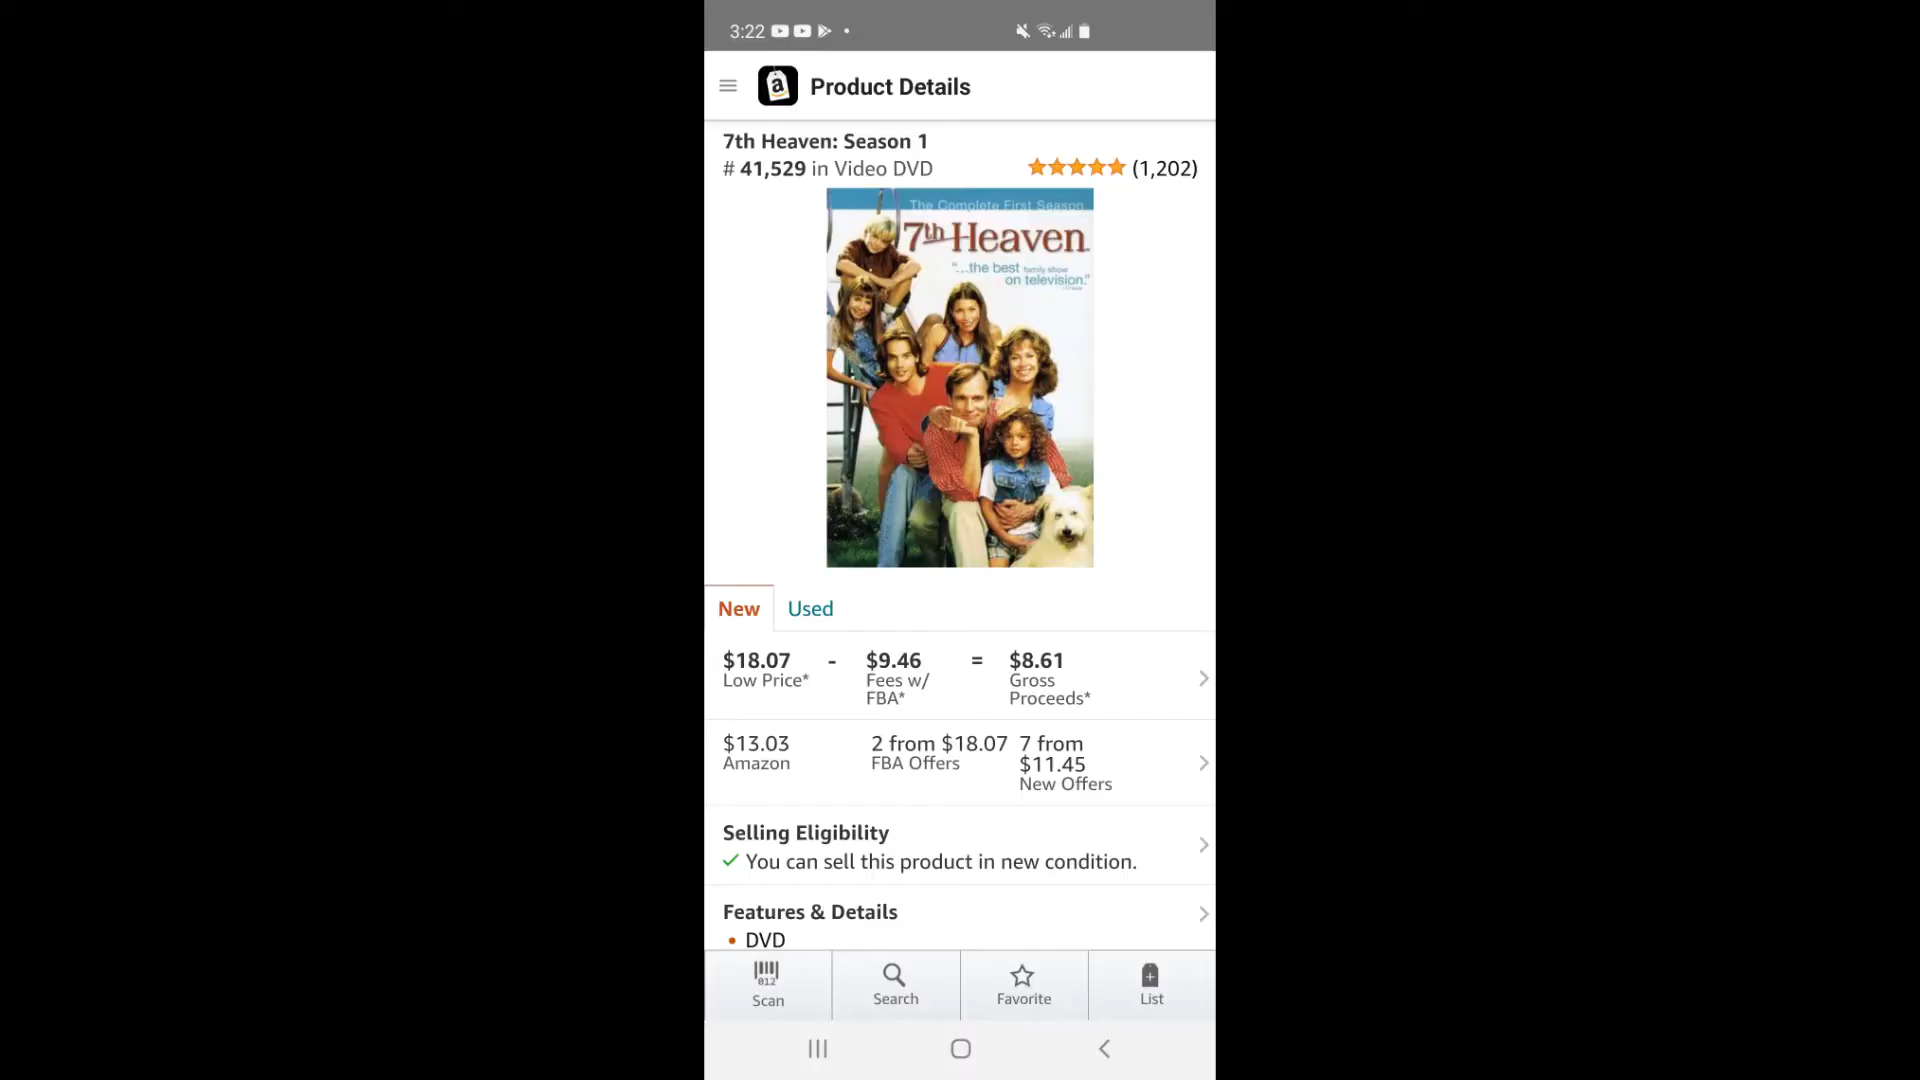 3:22
Product Details
7th Heaven: Season 1
# 41,529 in Video DVD
(1,202)
The Complete First Season
7th Heaven
"...the best family show
on television."
New Used
$18.07 - $9.46 = $8.61
Low Price* Fees w/ FBA* Gross Proceeds*
$13.03 2 from $18.07 7 from $11.45
Amazon FBA Offers New Offers
Selling Eligibility
You can sell this product in new condition.
Features & Details
• DVD
012
Scan Search Favorite List